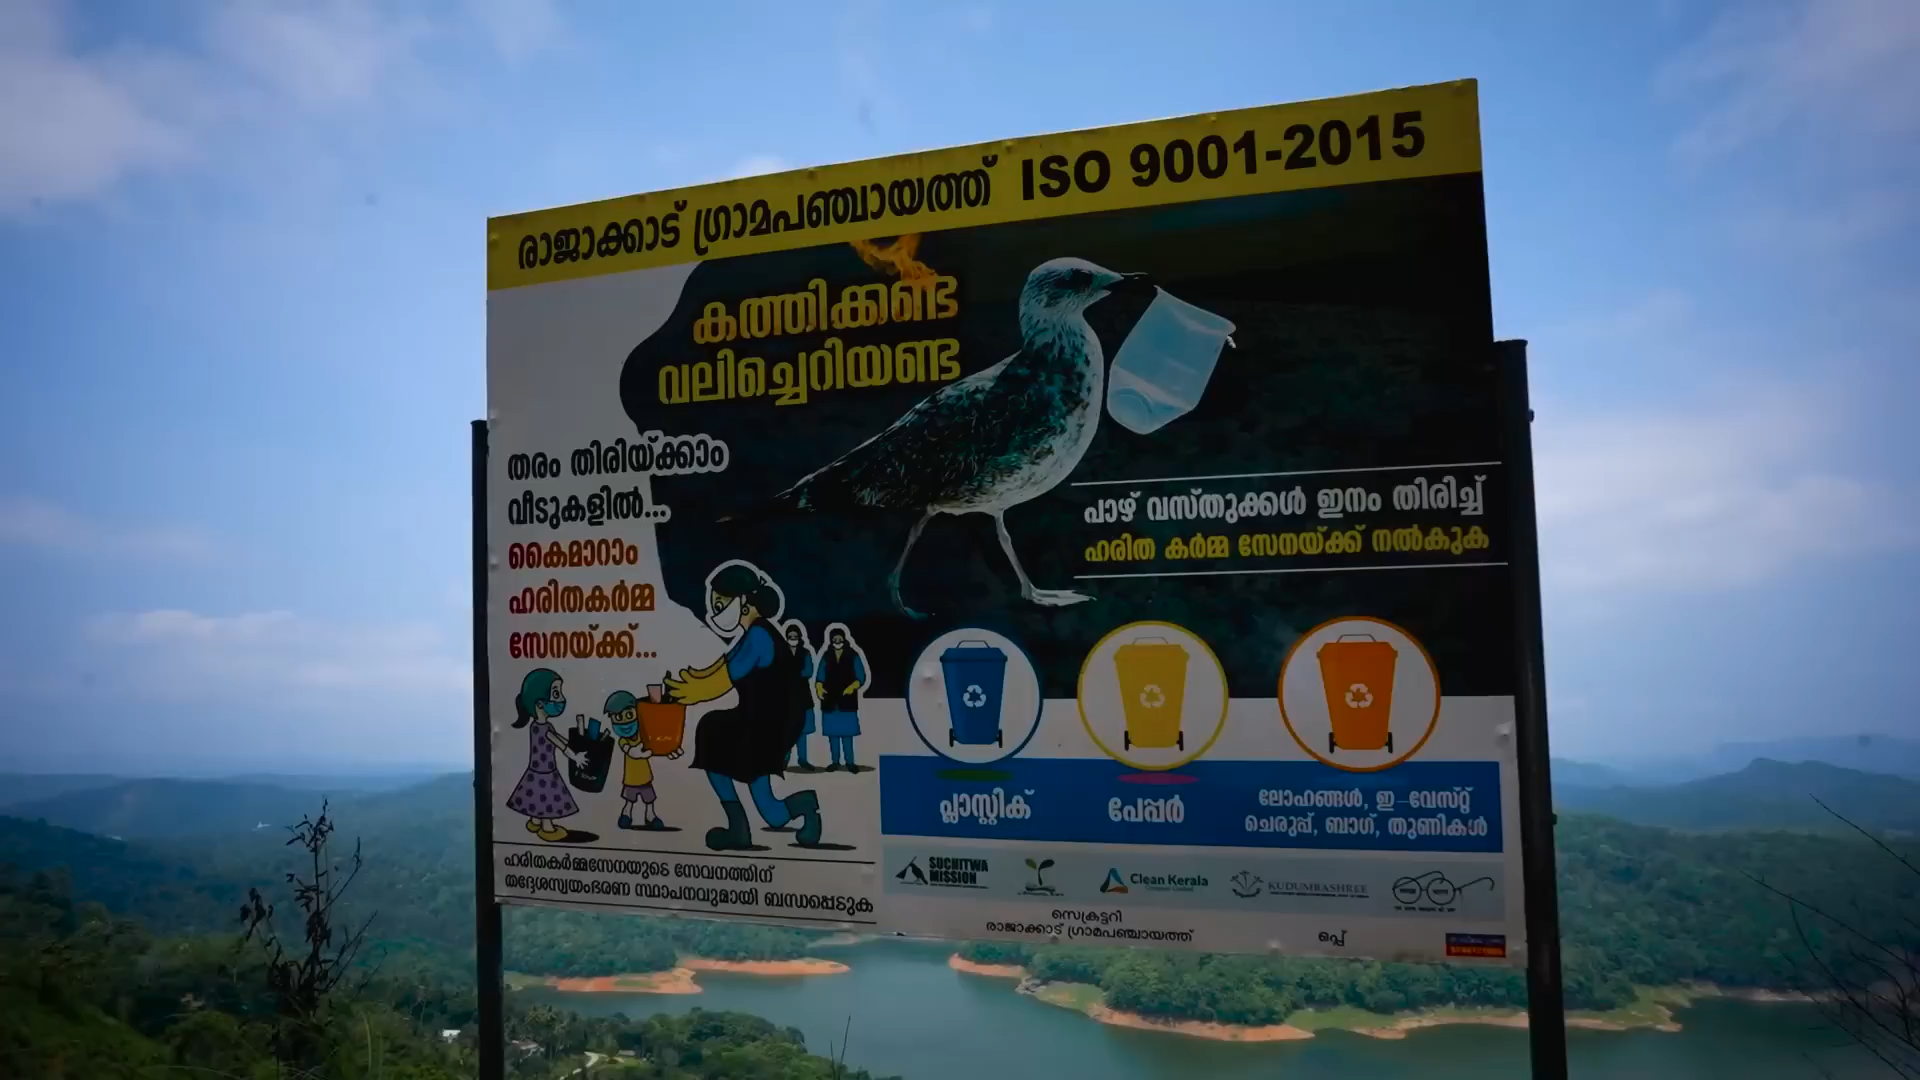 രാജാക്കാട് ഗ്രാമപഞ്ചായത്ത് ISO 9001-2015
കത്തിക്കണ്ട
വലിച്ചെറിയണ്ട
തരം തിരിയ്ക്കാം
വീടുകളിൽ...
കൈമാറാം
ഹരിതകർമ്മ
സേനയ്ക്ക്...
പാഴ് വസ്തുക്കൾ ഇനം തിരിച്ച്
ഹരിത കർമ്മ സേനയ്ക്ക് നൽകുക
പ്ലാസ്റ്റിക്
പേപ്പർ
ലോഹങ്ങൾ, ഇ-വേസ്റ്റ്
ചെരുപ്പ്, ബാഗ്, തുണികൾ
ഹരിതകർമ്മസേനയുടെ സേവനത്തിന്
തദ്ദേശസ്വയംഭരണ സ്ഥാപനവുമായി ബന്ധപ്പെടുക
SUCHITWA
MISSION
Clean Kerala
KUDUMBASHREE
സെക്രട്ടറി
രാജാക്കാട് ഗ്രാമപഞ്ചായത്ത്
ഒപ്പ്